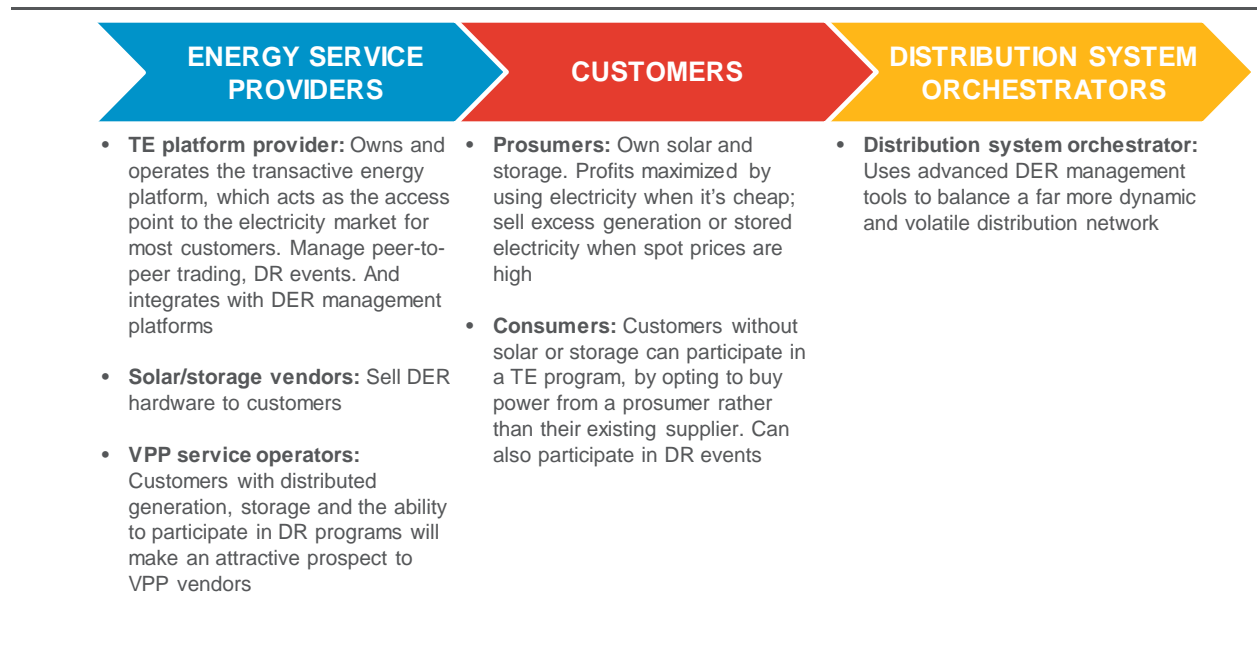 ENERGY SERVICE
PROVIDERS
• TE platform provider: Owns and
operates the transactive energy
platform, which acts as the access
point to the electricity market for
most customers. Manage peer-to-
peer trading, DR events. And
integrates with DER management
platforms
• Solar/storage vendors: Sell DER
hardware to customers
• VPP service operators:
Customers with distributed
generation, storage and the ability
to participate in DR programs will
make an attractive prospect to
VPP vendors
CUSTOMERS
• Prosumers: Own solar and
storage. Profits maximized by
using electricity when it's cheap;
sell excess generation or stored
electricity when spot prices are
high
• Consumers: Customers without
solar or storage can participate in
a TE program, by opting to buy
power from a prosumer rather
than their existing supplier. Can
also participate in DR events
DISTRIBUTION SYSTEM
ORCHESTRATORS
• Distribution system orchestrator:
Uses advanced DER management
tools to balance a far more dynamic
and volatile distribution network